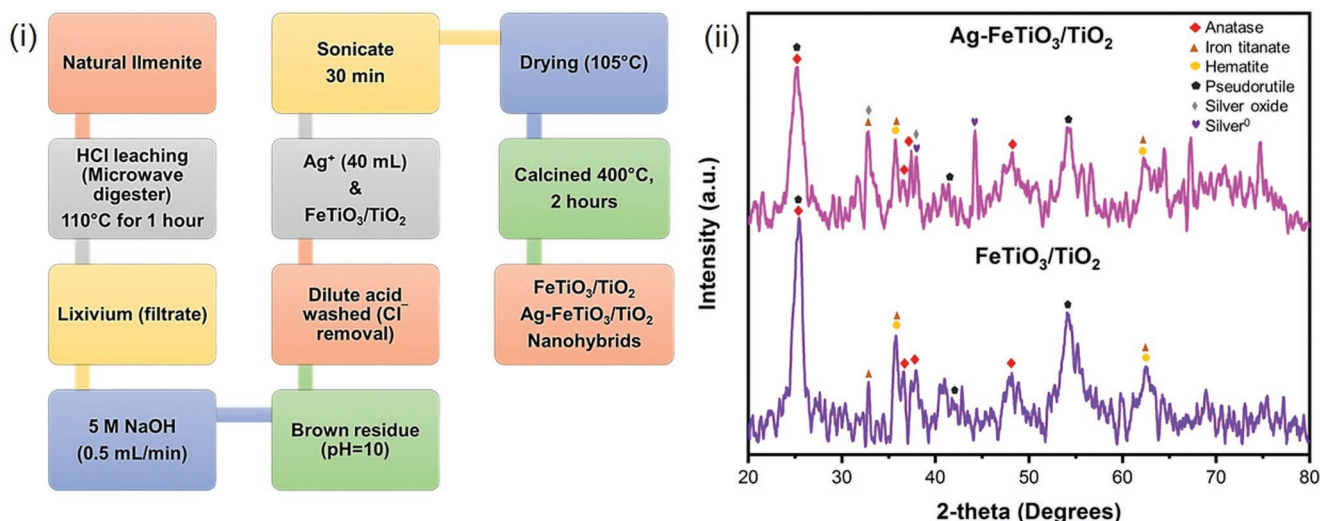 (i)
Natural Ilmenite
HCl leaching
(Microwave
digester)
110°C for 1 hour
Lixivium (filtrate)
5 M NaOH
(0.5 mL/min)
Brown residue
(pH=10)
Dilute acid
washed (Cl⁻
removal)
Ag⁺ (40 mL)
&
FeTiO₃/TiO₂
Sonicate
30 min
Drying (105°C)
Calcined 400°C,
2 hours
FeTiO₃/TiO₂
Ag-FeTiO₃/TiO₂
Nanohybrids
(ii)
Ag-FeTiO₃/TiO₂
Anatase
Iron titanate
Hematite
Pseudorutile
Silver oxide
Silver⁰
FeTiO₃/TiO₂
Intensity (a.u.)
20 30 40 50 60 70 80
2-theta (Degrees)